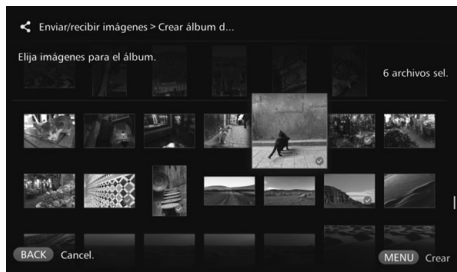 Enviar/recibir imágenes > Crear álbum d...
Elija imágenes para el álbum.
6 archivos sel.
BACK Cancel.
MENU Crear